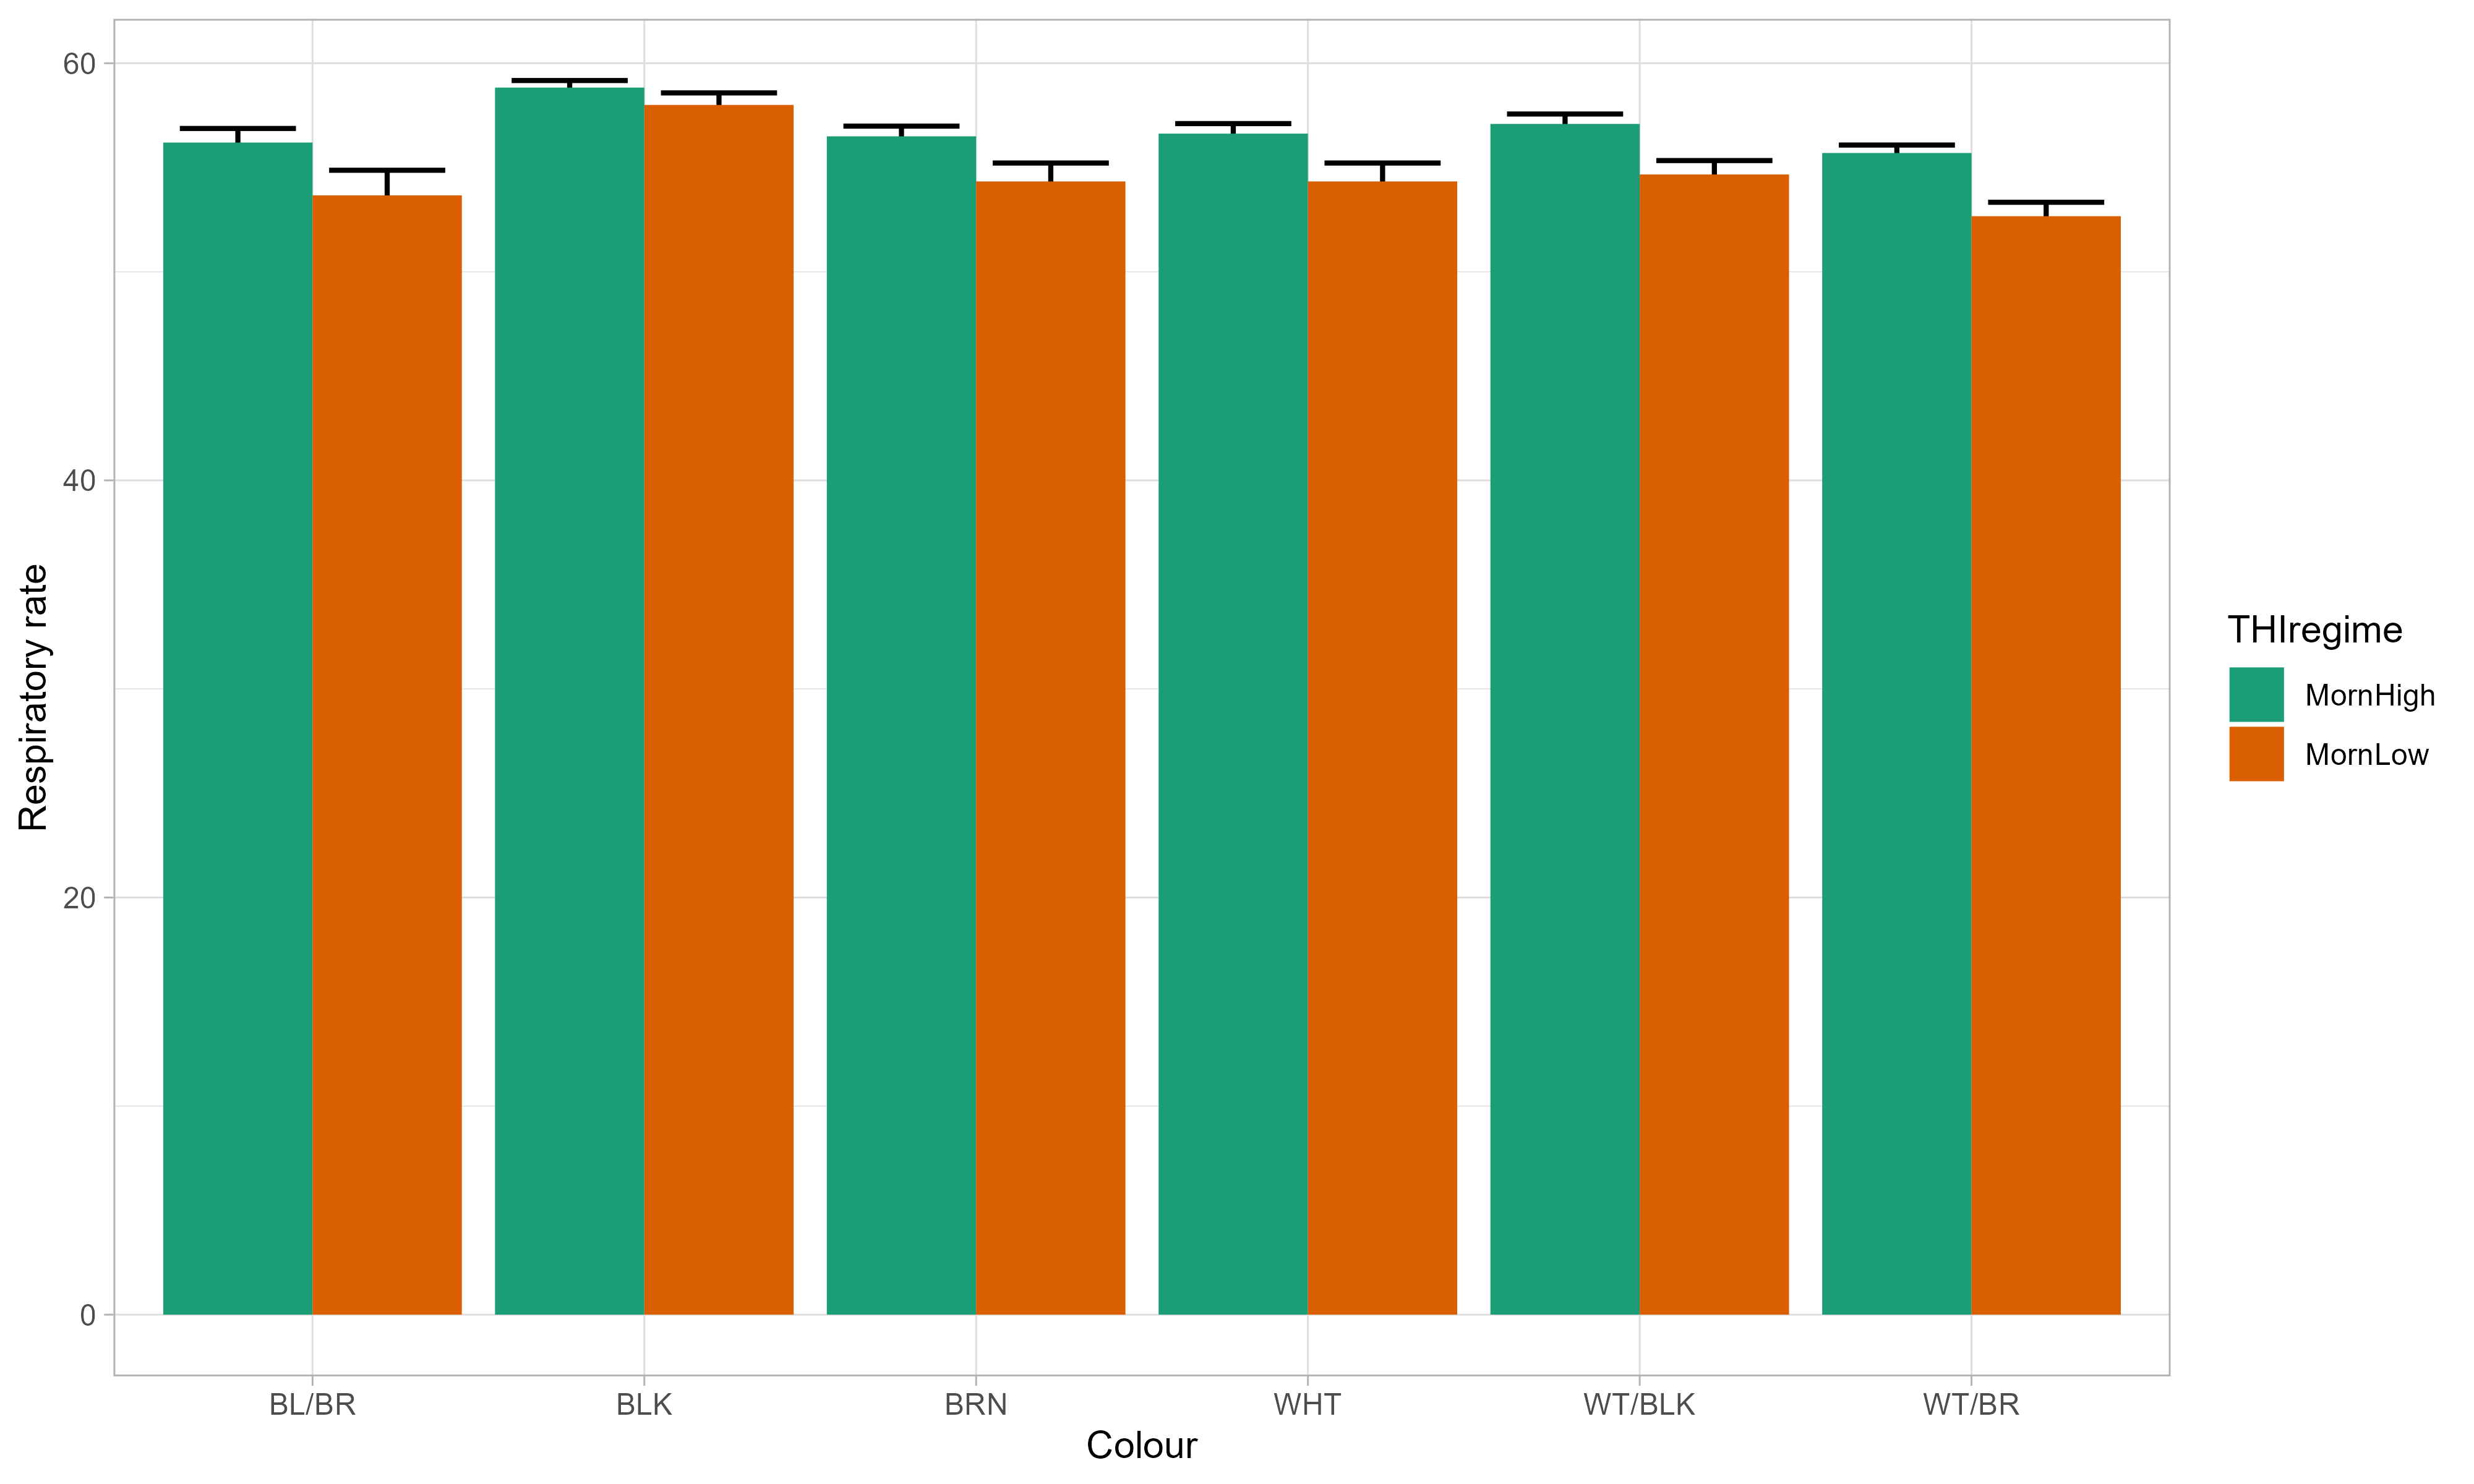 60
40
20
0
Respiratory rate
BL/BR
BLK
BRN
WHT
WT/BLK
WT/BR
Colour
THIregime
MornHigh
MornLow